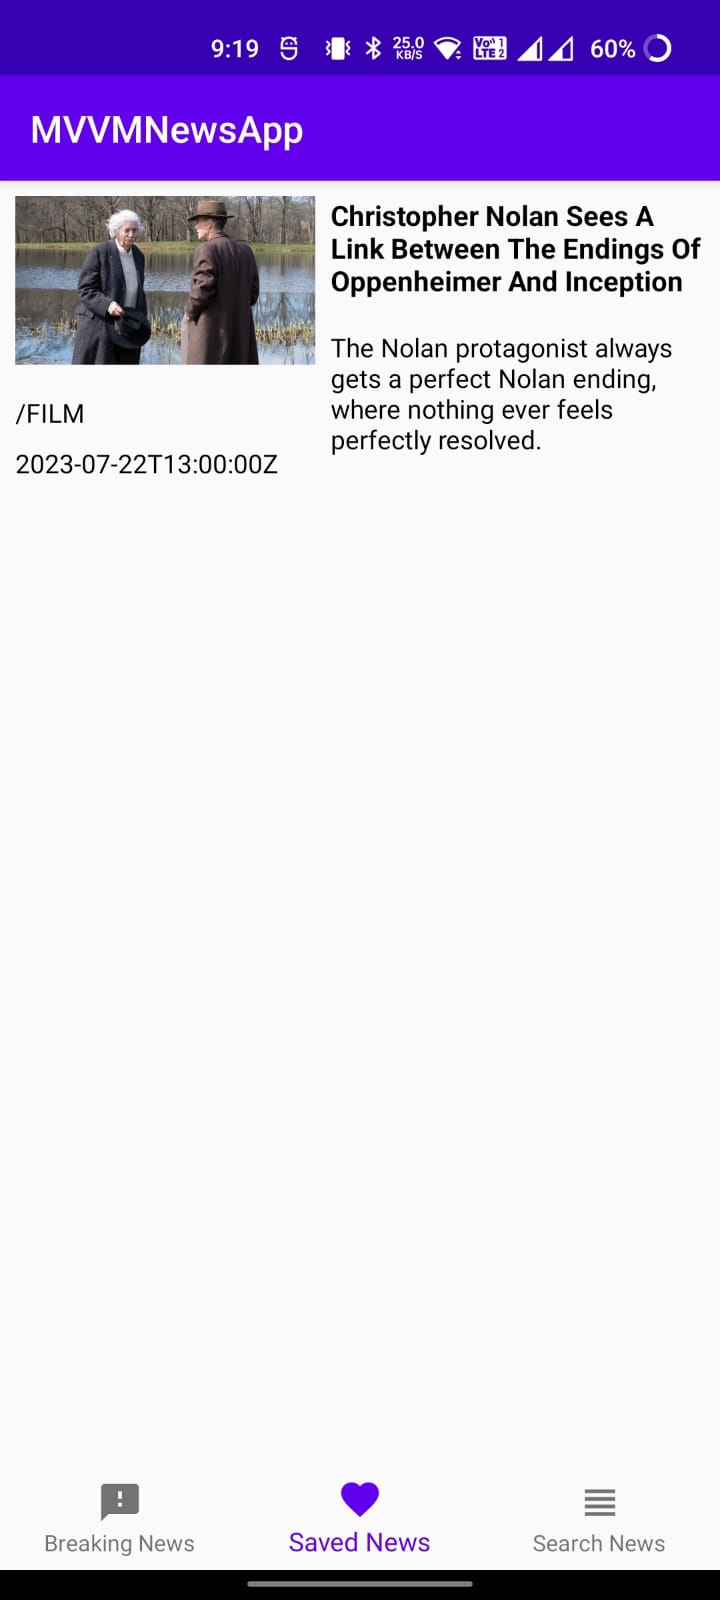 9:19 25.0 KB/S Vo 1 LTE 2 60%
MVVMNewsApp
Christopher Nolan Sees A
Link Between The Endings Of
Oppenheimer And Inception
The Nolan protagonist always
gets a perfect Nolan ending,
where nothing ever feels
perfectly resolved.
/FILM
2023-07-22T13:00:00Z
Breaking News Saved News Search News